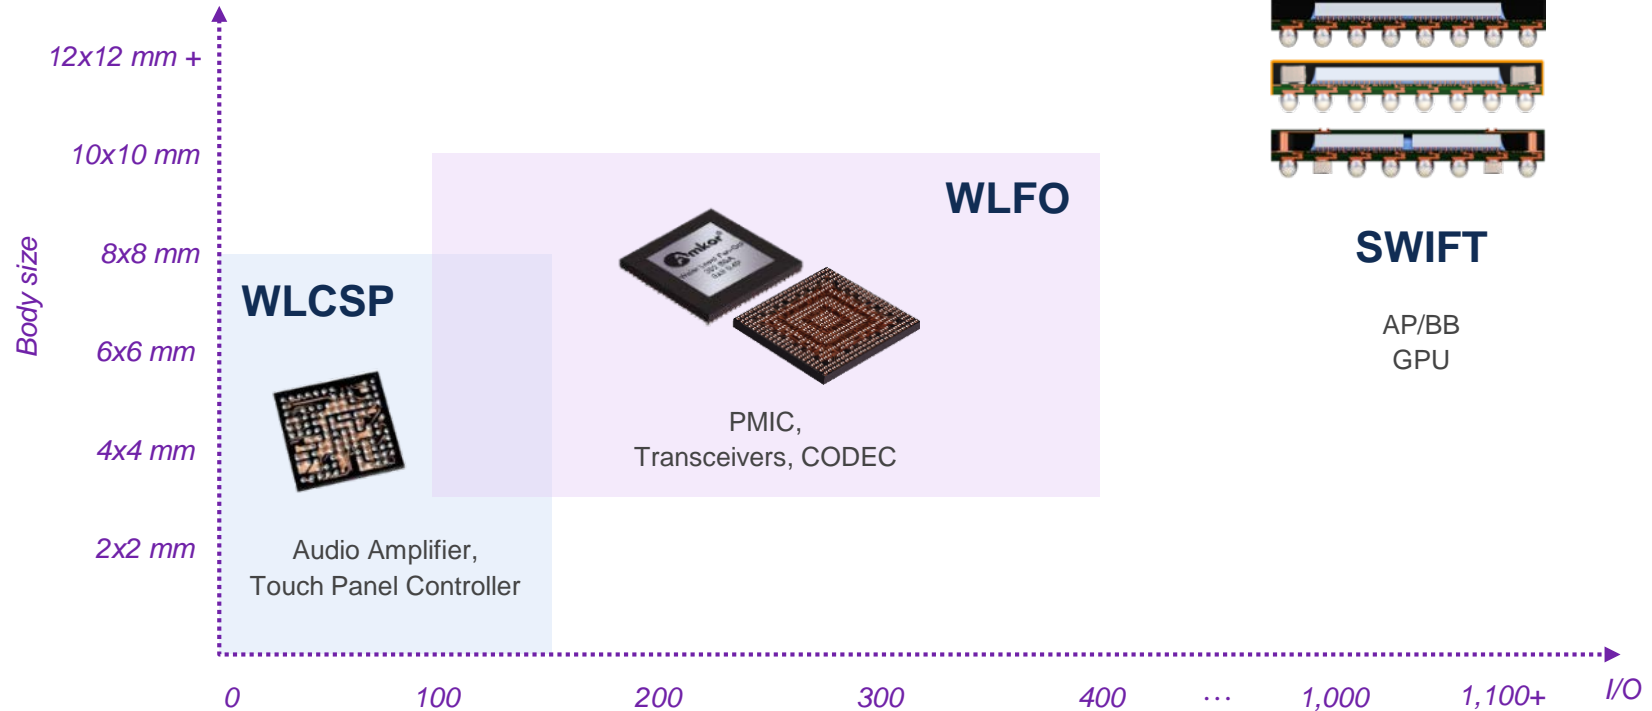 12x12 mm +
10x10 mm
8x8 mm
6x6 mm
4x4 mm
2x2 mm
Body size
WLCSP
Audio Amplifier,
Touch Panel Controller
WLFO
Amkor®
PMIC,
Transceivers, CODEC
SWIFT
AP/BB
GPU
0
100
200
300
400
...
1,000
1,100+
I/O